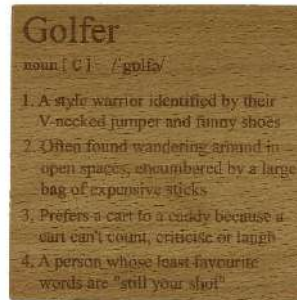 Golfer
noun [ C ] /ˈgɒlfə/
1. A style warrior identified by their
V-necked jumper and funny shoes
2. Often found wandering around in
open spaces, encumbered by a large
bag of expensive sticks
3. Prefers a cart to a caddy because a
cart can't count, criticise or laugh
4. A person whose least favourite
words are "still your shot"